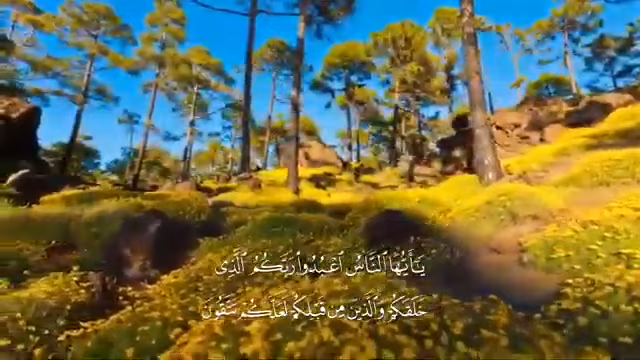 يَٰٓأَيُّهَا ٱلنَّاسُ ٱعۡبُدُواْ رَبَّكُمُ ٱلَّذِي
خَلَقَكُمۡ وَٱلَّذِينَ مِن قَبۡلِكُمۡ لَعَلَّكُمۡ تَتَّقُونَ